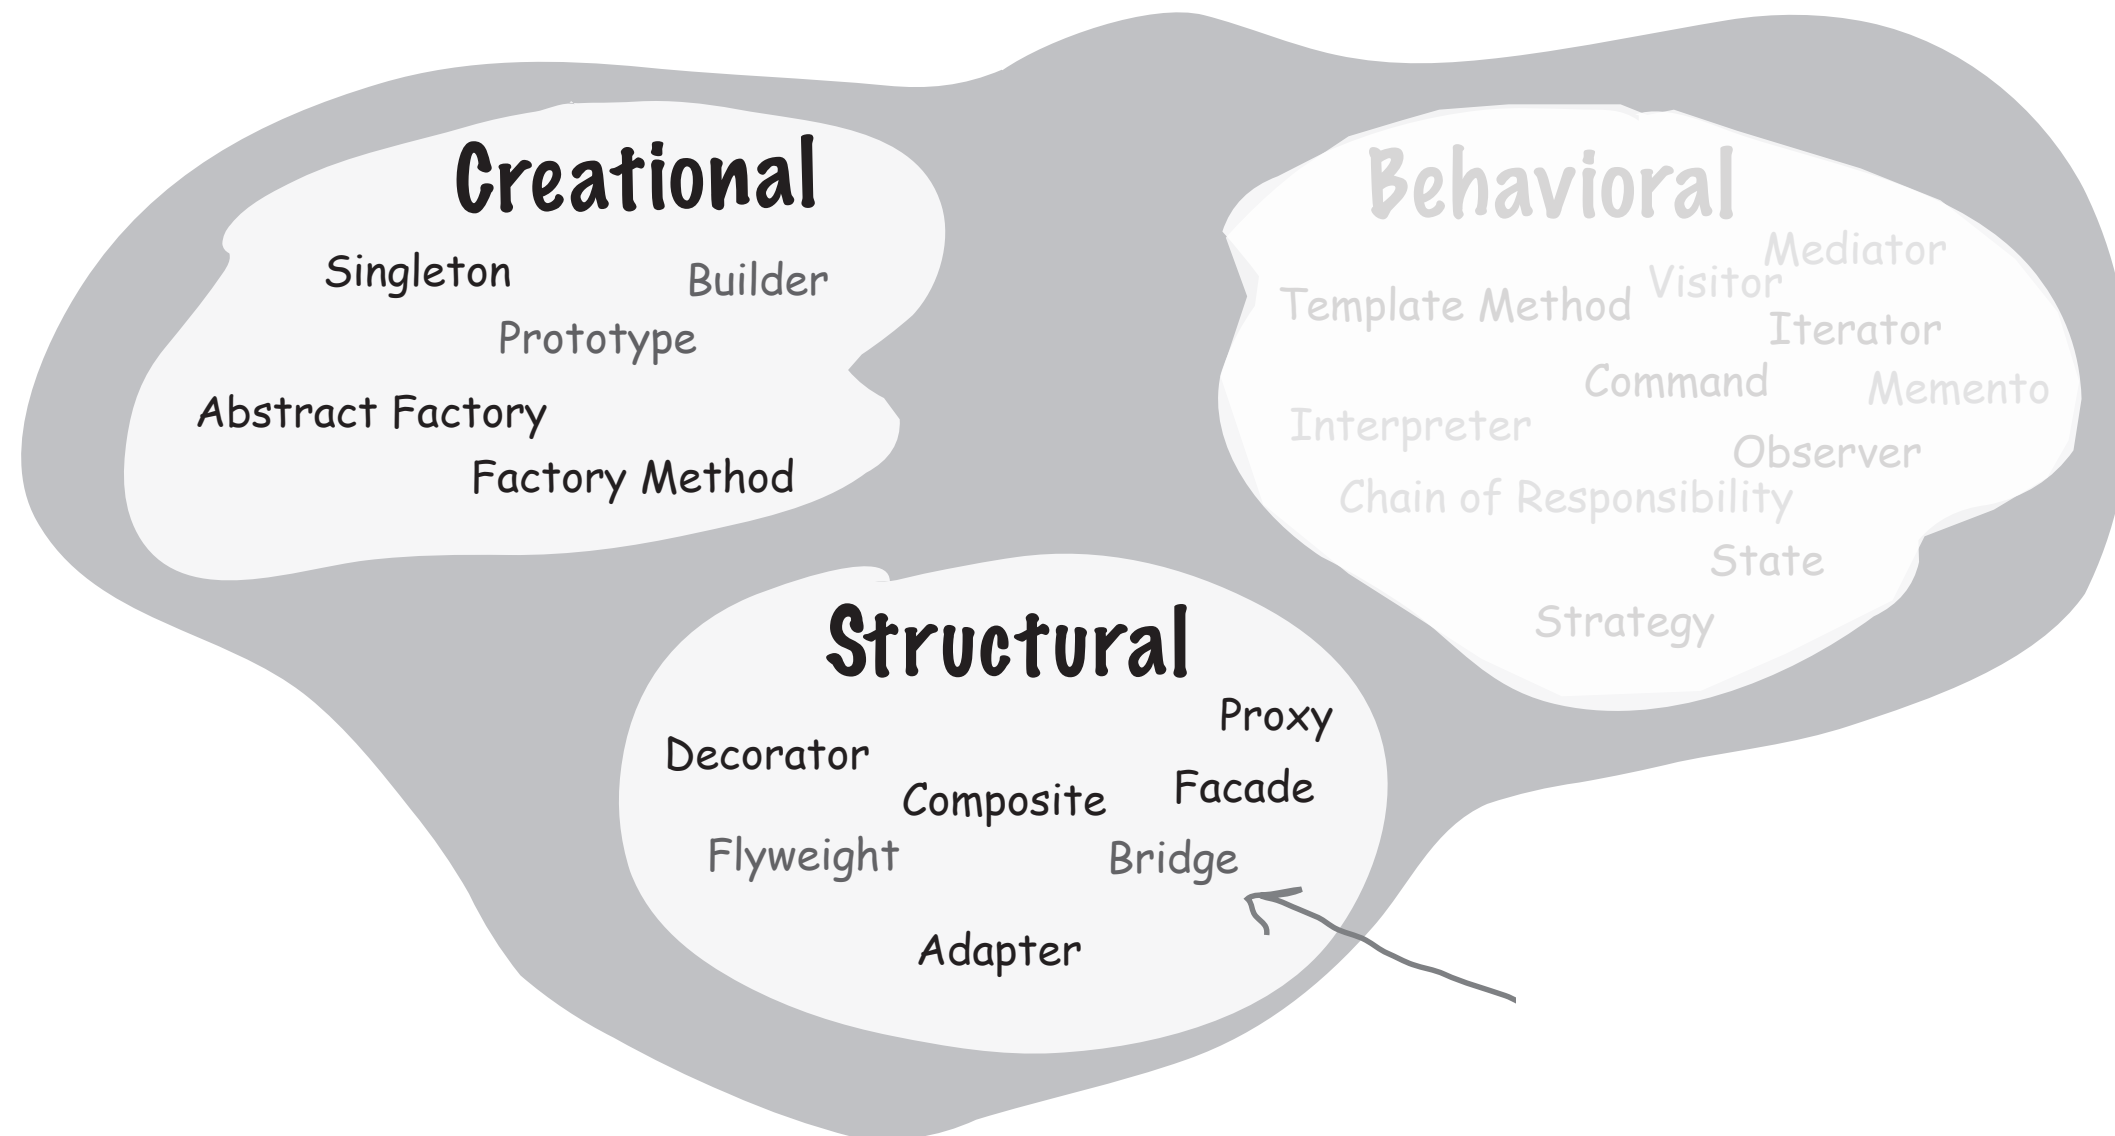 Creational
Singleton
Builder
Prototype
Abstract Factory
Factory Method
Behavioral
Mediator
Visitor
Template Method
Iterator
Command
Memento
Interpreter
Observer
Chain of Responsibility
State
Strategy
Structural
Proxy
Decorator
Facade
Composite
Flyweight
Bridge
Adapter